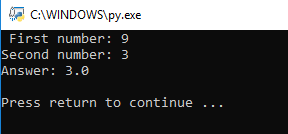 C:\WINDOWS\py.exe
First number: 9
Second number: 3
Answer: 3.0
Press return to continue ...